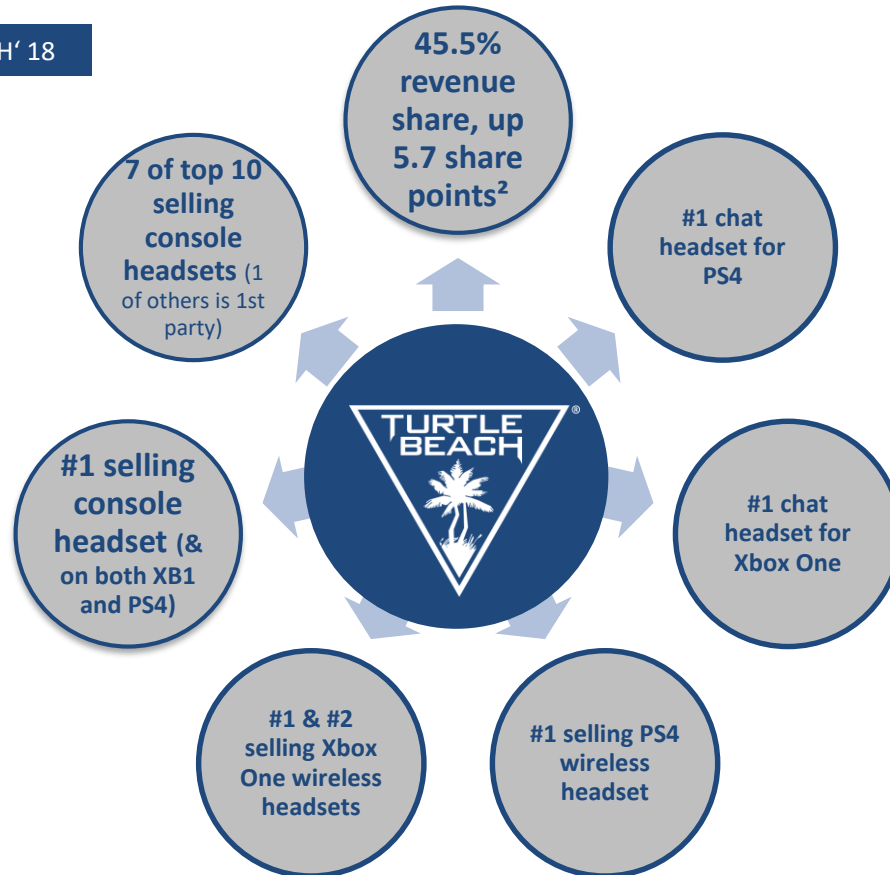 H‘ 18
45.5%
revenue
share, up
5.7 share
points²
7 of top 10
selling
console
headsets (1
of others is 1st
party)
#1 chat
headset for
PS4
TURTLE
BEACH
®
#1 selling
console
headset (&
on both XB1
and PS4)
#1 chat
headset for
Xbox One
#1 & #2
selling Xbox
One wireless
headsets
#1 selling PS4
wireless
headset